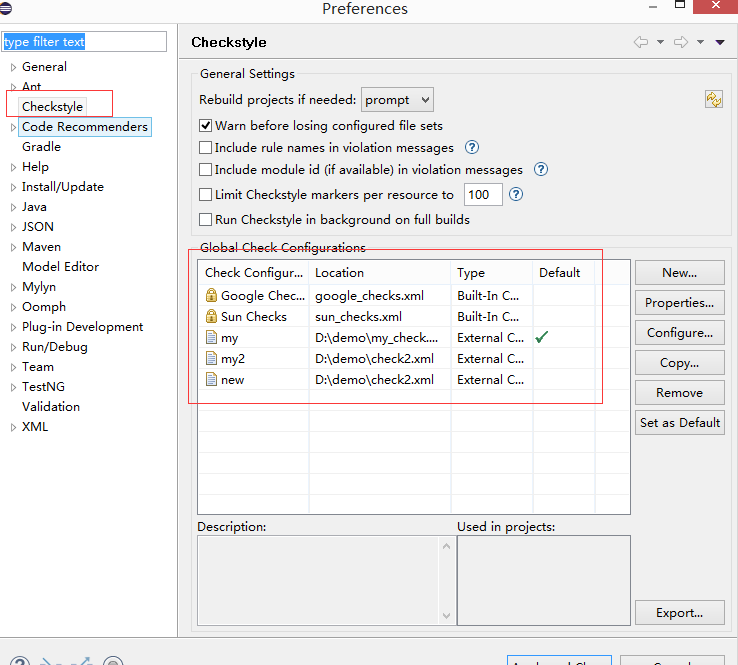 Preferences
type filter text
General
Ant
Checkstyle
Code Recommenders
Gradle
Help
Install/Update
Java
JSON
Maven
Model Editor
Mylyn
Oomph
Plug-in Development
Run/Debug
Team
TestNG
Validation
XML
Checkstyle
General Settings
Rebuild projects if needed: prompt
Warn before losing configured file sets
Include rule names in violation messages
Include module id (if available) in violation messages
Limit Checkstyle markers per resource to 100
Run Checkstyle in background on full builds
Global Check Configurations
Check Configur... Location Type Default
Google Chec... google_checks.xml Built-In C...
Sun Checks sun_checks.xml Built-In C...
my D:\demo\my_check.... External C...
my2 D:\demo\check2.xml External C...
new D:\demo\check2.xml External C...
New...
Properties...
Configure...
Copy...
Remove
Set as Default
Description:
Used in projects:
Export...